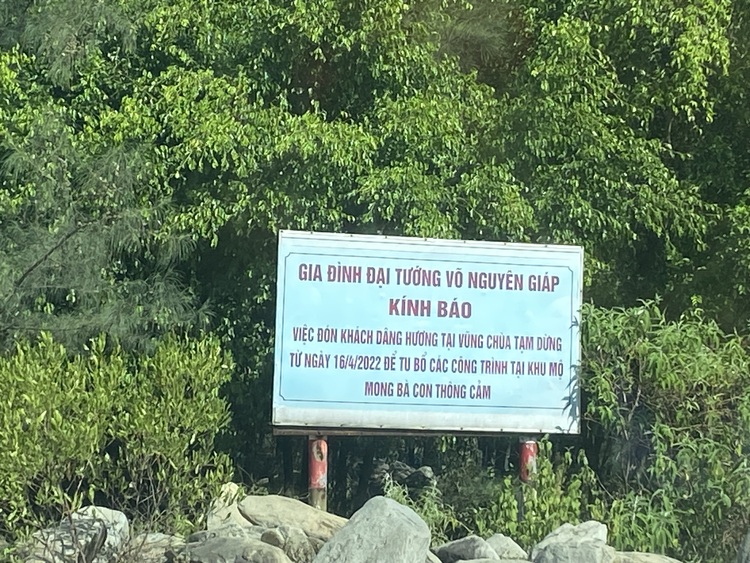 GIA ĐÌNH ĐẠI TƯỚNG VÕ NGUYÊN GIÁP
KÍNH BÁO
VIỆC ĐÓN KHÁCH DÂNG HƯƠNG TẠI VŨNG CHÙA TẠM DỪNG
TỪ NGÀY 16/4/2022 ĐỂ TU BỔ CÁC CÔNG TRÌNH TẠI KHU MỘ
MONG BÀ CON THÔNG CẢM